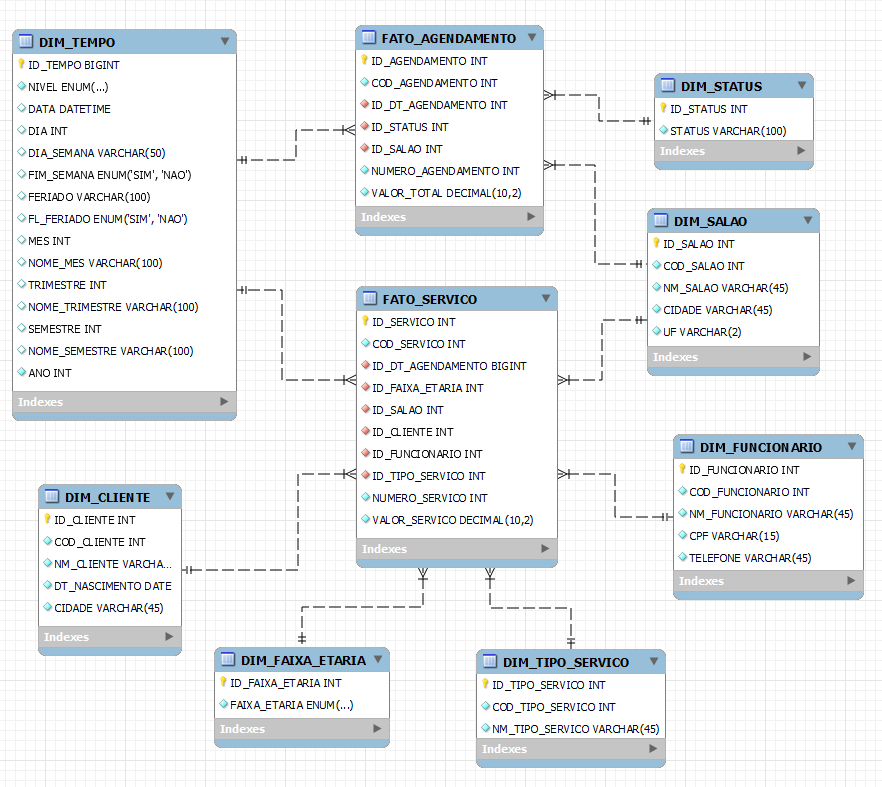 DIM_TEMPO
ID_TEMPO BIGINT
NIVEL ENUM(...)
DATA DATETIME
DIA INT
DIA_SEMANA VARCHAR(50)
FIM_SEMANA ENUM('SIM', 'NAO')
FERIADO VARCHAR(100)
FL_FERIADO ENUM('SIM', 'NAO')
MES INT
NOME_MES VARCHAR(100)
TRIMESTRE INT
NOME_TRIMESTRE VARCHAR(100)
SEMESTRE INT
NOME_SEMESTRE VARCHAR(100)
ANO INT
Indexes
FATO_AGENDAMENTO
ID_AGENDAMENTO INT
COD_AGENDAMENTO INT
ID_DT_AGENDAMENTO INT
ID_STATUS INT
ID_SALAO INT
NUMERO_AGENDAMENTO INT
VALOR_TOTAL DECIMAL(10,2)
Indexes
DIM_STATUS
ID_STATUS INT
STATUS VARCHAR(100)
Indexes
DIM_SALAO
ID_SALAO INT
COD_SALAO INT
NM_SALAO VARCHAR(45)
CIDADE VARCHAR(45)
UF VARCHAR(2)
Indexes
FATO_SERVICO
ID_SERVICO INT
COD_SERVICO INT
ID_DT_AGENDAMENTO BIGINT
ID_FAIXA_ETARIA INT
ID_SALAO INT
ID_CLIENTE INT
ID_FUNCIONARIO INT
ID_TIPO_SERVICO INT
NUMERO_SERVICO INT
VALOR_SERVICO DECIMAL(10,2)
Indexes
DIM_FUNCIONARIO
ID_FUNCIONARIO INT
COD_FUNCIONARIO INT
NM_FUNCIONARIO VARCHAR(45)
CPF VARCHAR(15)
TELEFONE VARCHAR(45)
Indexes
DIM_CLIENTE
ID_CLIENTE INT
COD_CLIENTE INT
NM_CLIENTE VARCHA...
DT_NASCIMENTO DATE
CIDADE VARCHAR(45)
Indexes
DIM_FAIXA_ETARIA
ID_FAIXA_ETARIA INT
FAIXA_ETARIA ENUM(...)
Indexes
DIM_TIPO_SERVICO
ID_TIPO_SERVICO INT
COD_TIPO_SERVICO INT
NM_TIPO_SERVICO VARCHAR(45)
Indexes